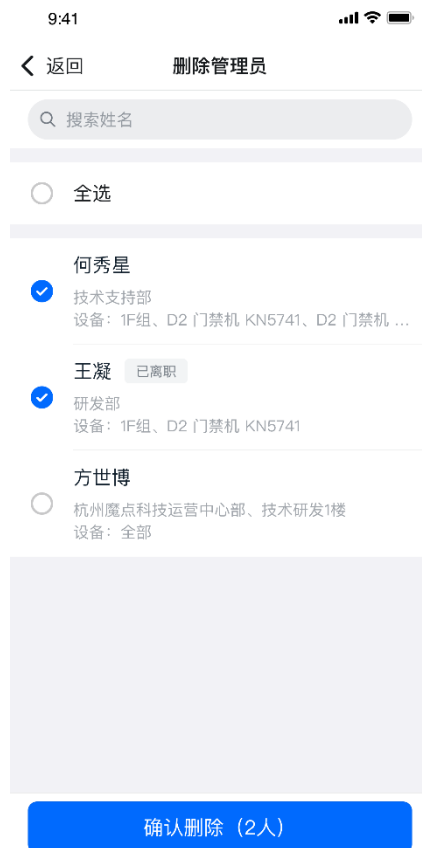 9:41
返回
删除管理员
搜索姓名
全选
何秀星
技术支持部
设备：1F组、D2 门禁机 KN5741、D2 门禁机 ...
王凝 已离职
研发部
设备：1F组、D2 门禁机 KN5741
方世博
杭州魔点科技运营中心部、技术研发1楼
设备：全部
确认删除（2人）